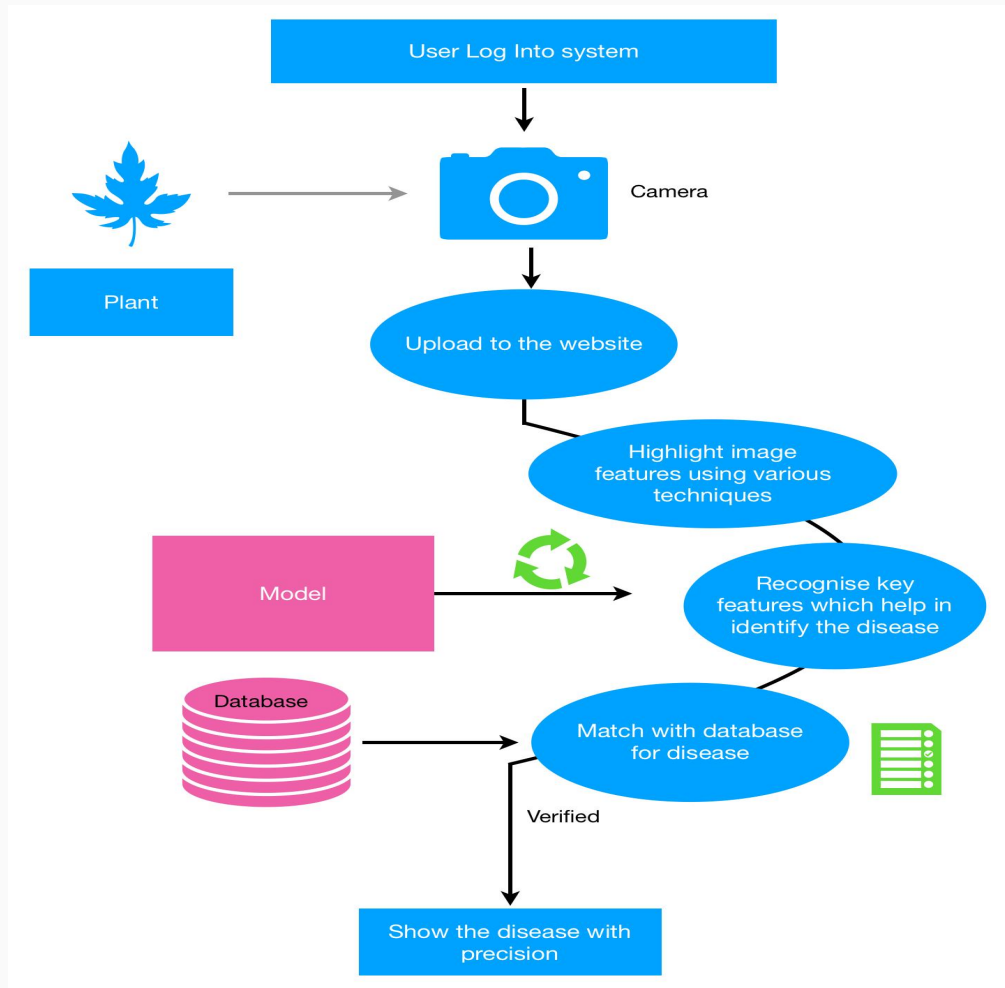 User Log Into system
Camera
Plant
Upload to the website
Highlight image
features using various
techniques
Model
Recognise key
features which help in
identify the disease
Database
Match with database
for disease
Verified
Show the disease with
precision